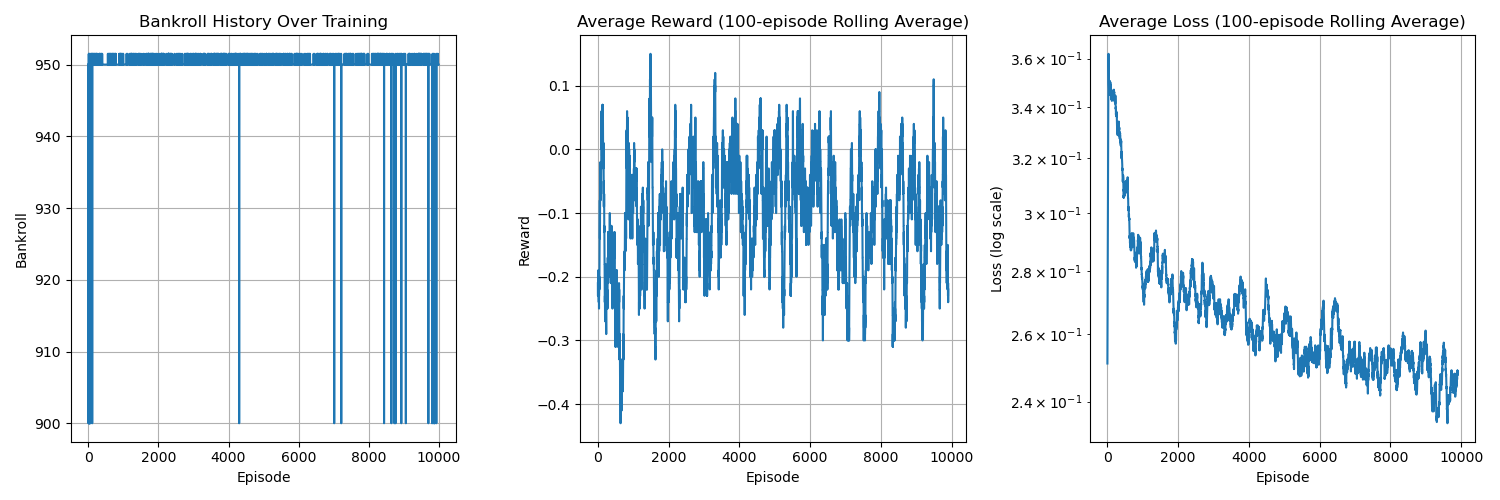 Bankroll History Over Training
Bankroll
950
940
930
920
910
900
0 2000 4000 6000 8000 10000
Episode
Average Reward (100-episode Rolling Average)
Reward
0.1
0.0
−0.1
−0.2
−0.3
−0.4
0 2000 4000 6000 8000 10000
Episode
Average Loss (100-episode Rolling Average)
Loss (log scale)
3.6 × 10⁻¹
3.4 × 10⁻¹
3.2 × 10⁻¹
3 × 10⁻¹
2.8 × 10⁻¹
2.6 × 10⁻¹
2.4 × 10⁻¹
0 2000 4000 6000 8000 10000
Episode